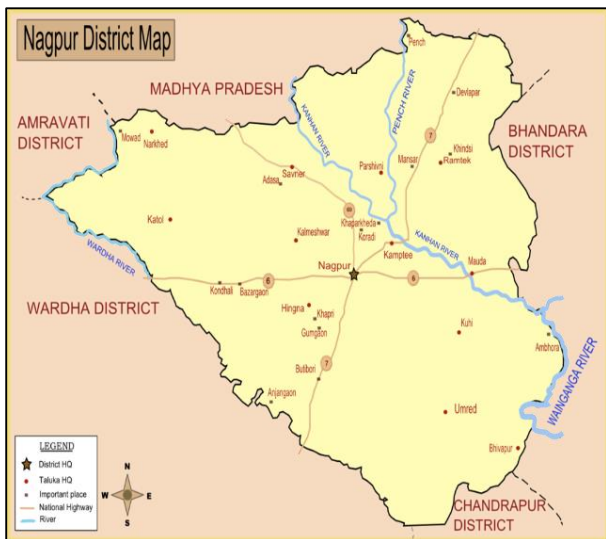 Nagpur District Map
MADHYA PRADESH
AMRAVATI
DISTRICT
BHANDARA
DISTRICT
WARDHA DISTRICT
CHANDRAPUR
DISTRICT
KANHAN RIVER
PENCH RIVER
KANHAN RIVER
WARDHA RIVER
WAINGANGA RIVER
Pench
Devlapar
7
Mowad
Narkhed
Savner
Adasa
Parshivni
Mansar
Khindsi
Ramtek
Katol
Kalmeshwar
Khaparkheda
Koradi
Kamptee
Nagpur
Mauda
6
6
Kondhali
Bazargaon
Hingna
Khapri
Gumgaon
Kuhi
Ambhora
Butibori
7
Anjangaon
Umred
Bhivapur
LEGEND
District HQ
Taluka HQ
Important place
National Highway
River
N
W
E
S